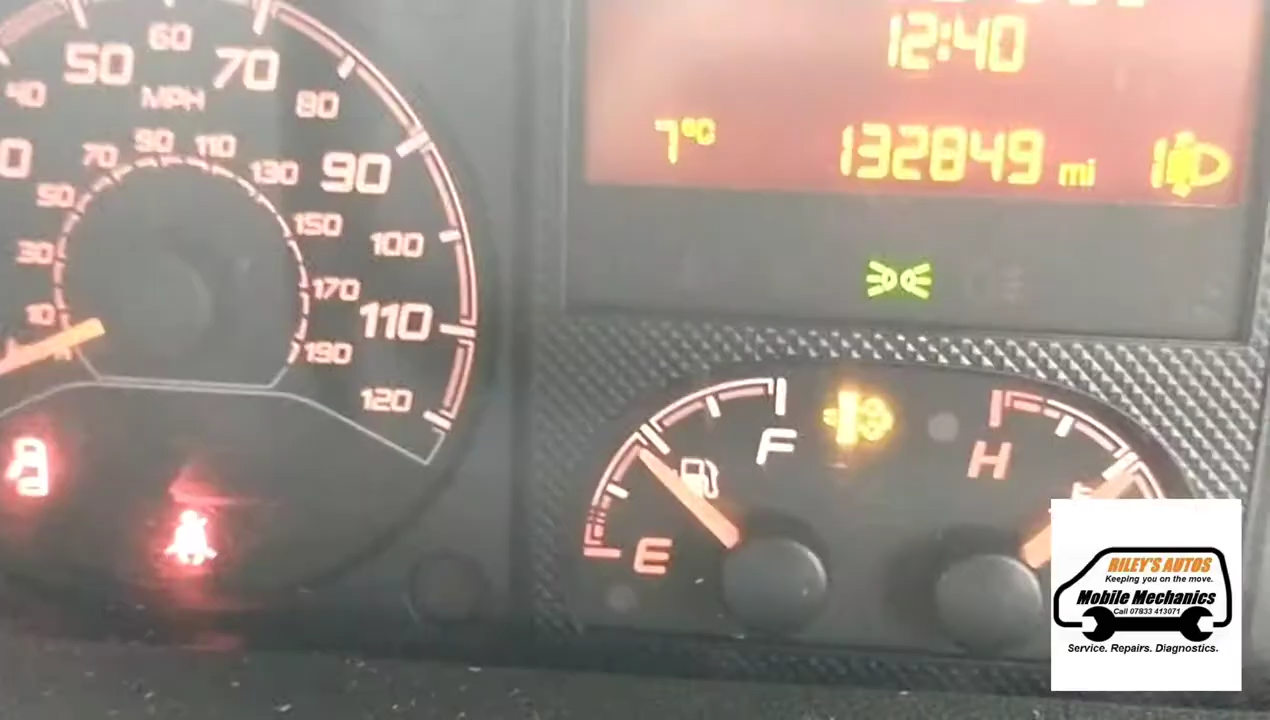 12:40
7°C 132849 mi 1
50 60 70
40 MPH 80
90
100
110
120
10 30 50 70 90 110 130 150 170 190
F
E
H
RILEY'S AUTOS
Keeping you on the move.
Mobile Mechanics
Call 07833 413071
Service. Repairs. Diagnostics.